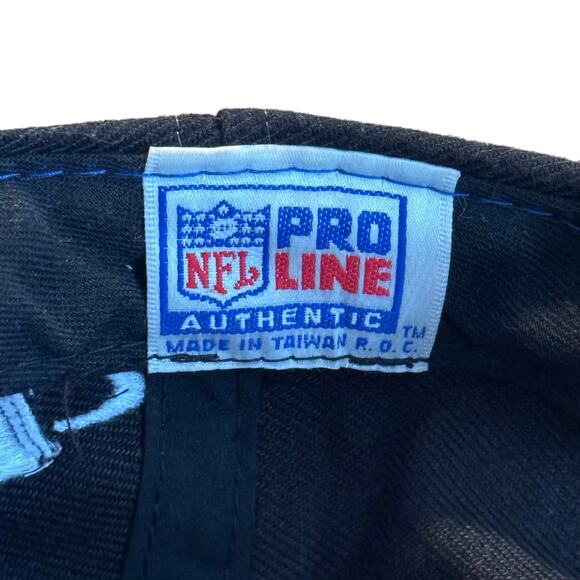 NFL
PRO
LINE
AUTHENTIC
TM
MADE IN TAIWAN R.O.C.